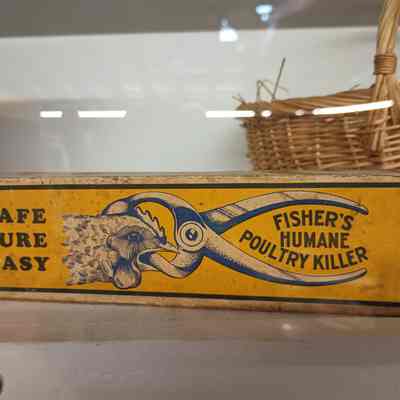 AFE
URE
ASY
FISHER'S
HUMANE
POULTRY KILLER